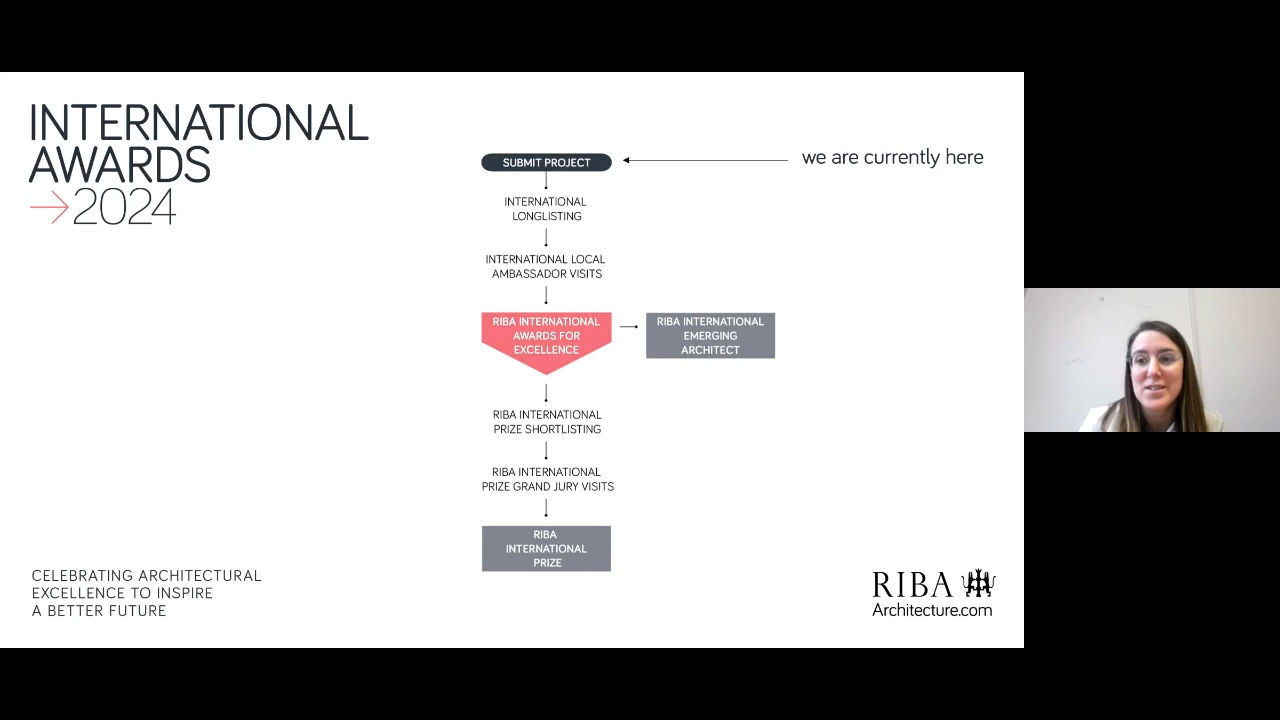 INTERNATIONAL
AWARDS
→2024
SUBMIT PROJECT
we are currently here
INTERNATIONAL
LONGLISTING
INTERNATIONAL LOCAL
AMBASSADOR VISITS
RIBA INTERNATIONAL
AWARDS FOR
EXCELLENCE
RIBA INTERNATIONAL
EMERGING
ARCHITECT
RIBA INTERNATIONAL
PRIZE SHORTLISTING
RIBA INTERNATIONAL
PRIZE GRAND JURY VISITS
RIBA
INTERNATIONAL
PRIZE
CELEBRATING ARCHITECTURAL
EXCELLENCE TO INSPIRE
A BETTER FUTURE
RIBA
Architecture.com